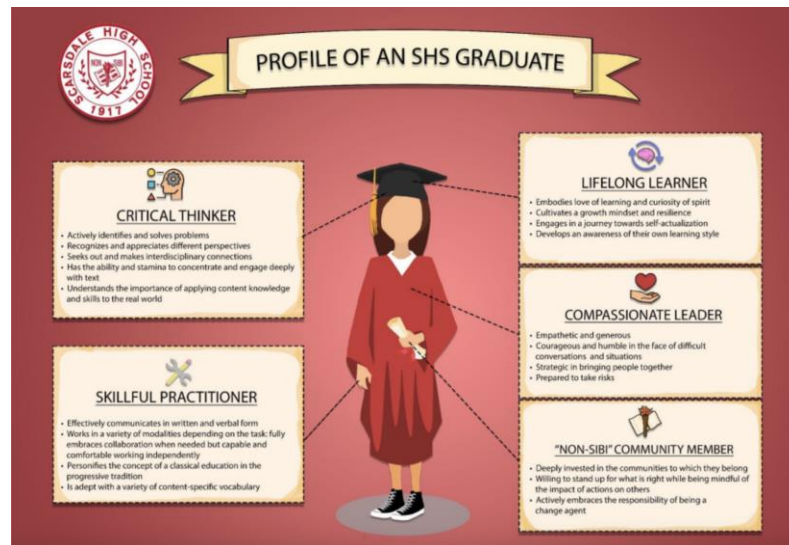 SCARSDALE HIGH SCHOOL
NON SIBI
1917
PROFILE OF AN SHS GRADUATE
CRITICAL THINKER
• Actively identifies and solves problems
• Recognizes and appreciates different perspectives
• Seeks out and makes interdisciplinary connections
• Has the ability and stamina to concentrate and engage deeply
with text
• Understands the importance of applying content knowledge
and skills to the real world
SKILLFUL PRACTITIONER
• Effectively communicates in written and verbal form
• Works in a variety of modalities depending on the task: fully
embraces collaboration when needed but capable and
comfortable working independently
• Personifies the concept of a classical education in the
progressive tradition
• Is adept with a variety of content-specific vocabulary
LIFELONG LEARNER
• Embodies love of learning and curiosity of spirit
• Cultivates a growth mindset and resilience
• Engages in a journey towards self-actualization
• Develops an awareness of their own learning style
COMPASSIONATE LEADER
• Empathetic and generous
• Courageous and humble in the face of difficult
conversations and situations
• Strategic in bringing people together
• Prepared to take risks
"NON-SIBI" COMMUNITY MEMBER
• Deeply invested in the communities to which they belong
• Willing to stand up for what is right while being mindful of
the impact of actions on others
• Actively embraces the responsibility of being a
change agent